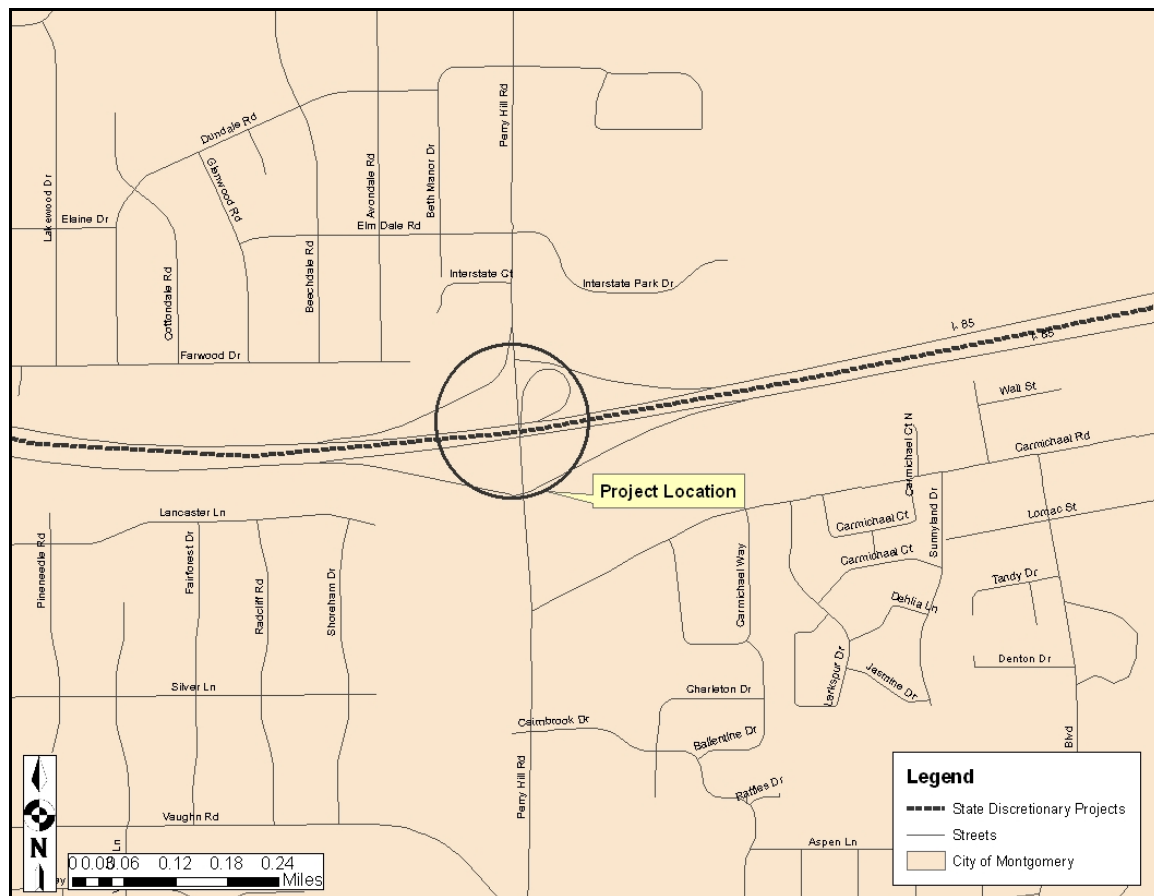 Perry Hill Rd
Dundale Rd
Glenwood Rd
Lakewood Dr
Elaine Dr
Cottondale Rd
Beechdale Rd
Avondale Rd
Beth Manor Dr
Elm Dale Rd
Interstate Ct
Interstate Park Dr
Farwood Dr
I- 85
I- 85
Wall St
Carmichael Ct N
Carmichael Rd
Project Location
Lancaster Ln
Pineneedle Rd
Fairforest Dr
Radcliff Rd
Shoreham Dr
Carmichael Way
Carmichael Ct
Carmichael Ct
Sunnyland Dr
Lomac St
Tandy Dr
Dehlia Ln
Larkspur Dr
Jasmine Dr
Denton Dr
Silver Ln
Charleton Dr
Cairnbrook Dr
Ballentine Dr
Raffles Dr
Perry Hill Rd
Blvd
Vaughn Rd
Ln
Aspen Ln
N
0 0.03 0.06 0.12 0.18 0.24
Miles
Legend
State Discretionary Projects
Streets
City of Montgomery